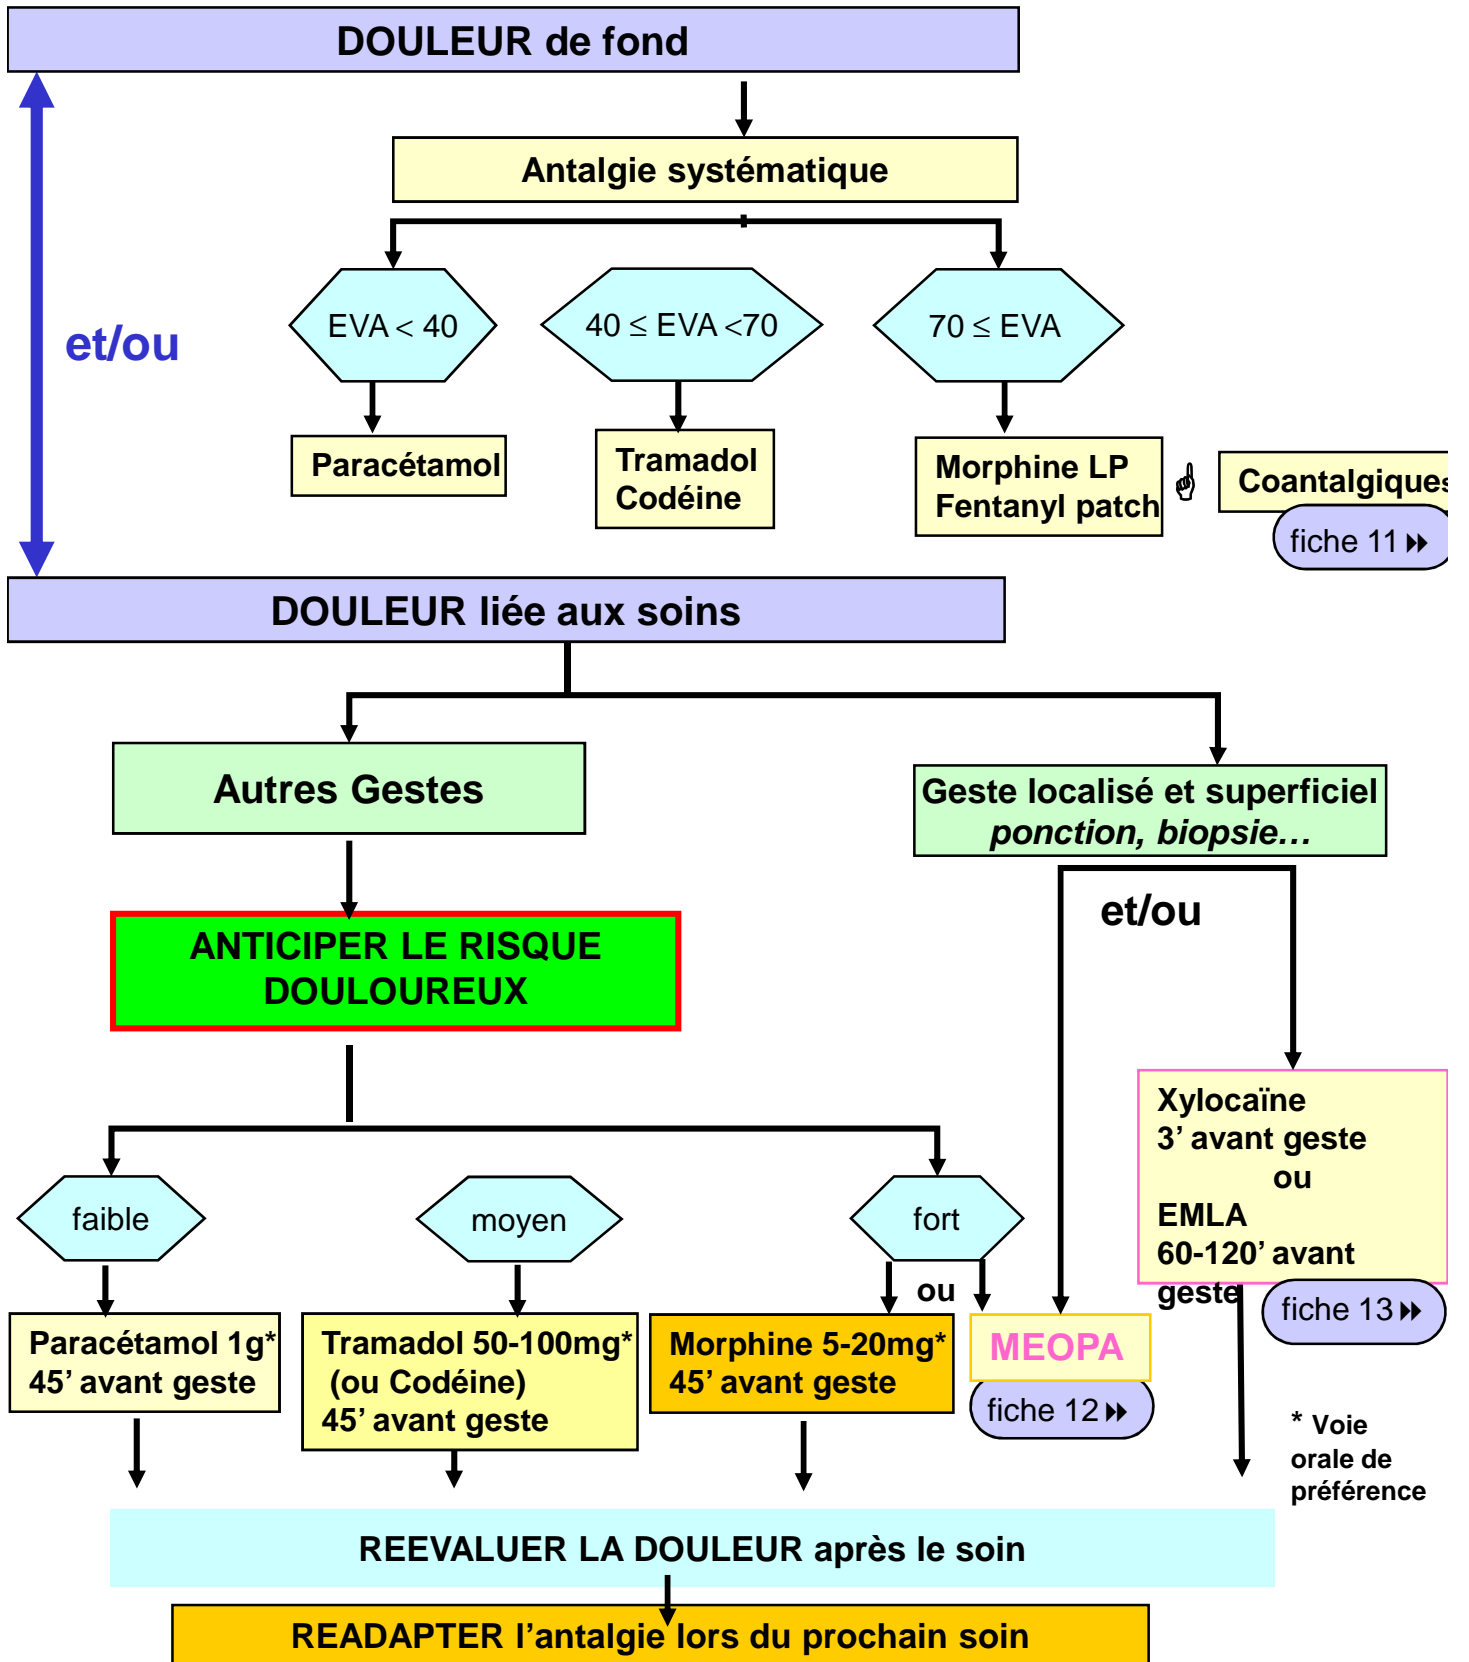 DOULEUR de fond
Antalgie systématique
et/ou
EVA < 40
40 ≤ EVA <70
70 ≤ EVA
Paracétamol
Tramadol
Codéine
Morphine LP
Fentanyl patch
Coantalgiques
fiche 11
DOULEUR liée aux soins
Autres Gestes
Geste localisé et superficiel
ponction, biopsie…
et/ou
ANTICIPER LE RISQUE
DOULOUREUX
Xylocaïne
3’ avant geste
ou
EMLA
60-120’ avant
geste
fiche 13
faible
moyen
fort
ou
Paracétamol 1g*
45’ avant geste
Tramadol 50-100mg*
(ou Codéine)
45’ avant geste
Morphine 5-20mg*
45’ avant geste
MEOPA
fiche 12
* Voie
orale de
préférence
REEVALUER LA DOULEUR après le soin
READAPTER l’antalgie lors du prochain soin